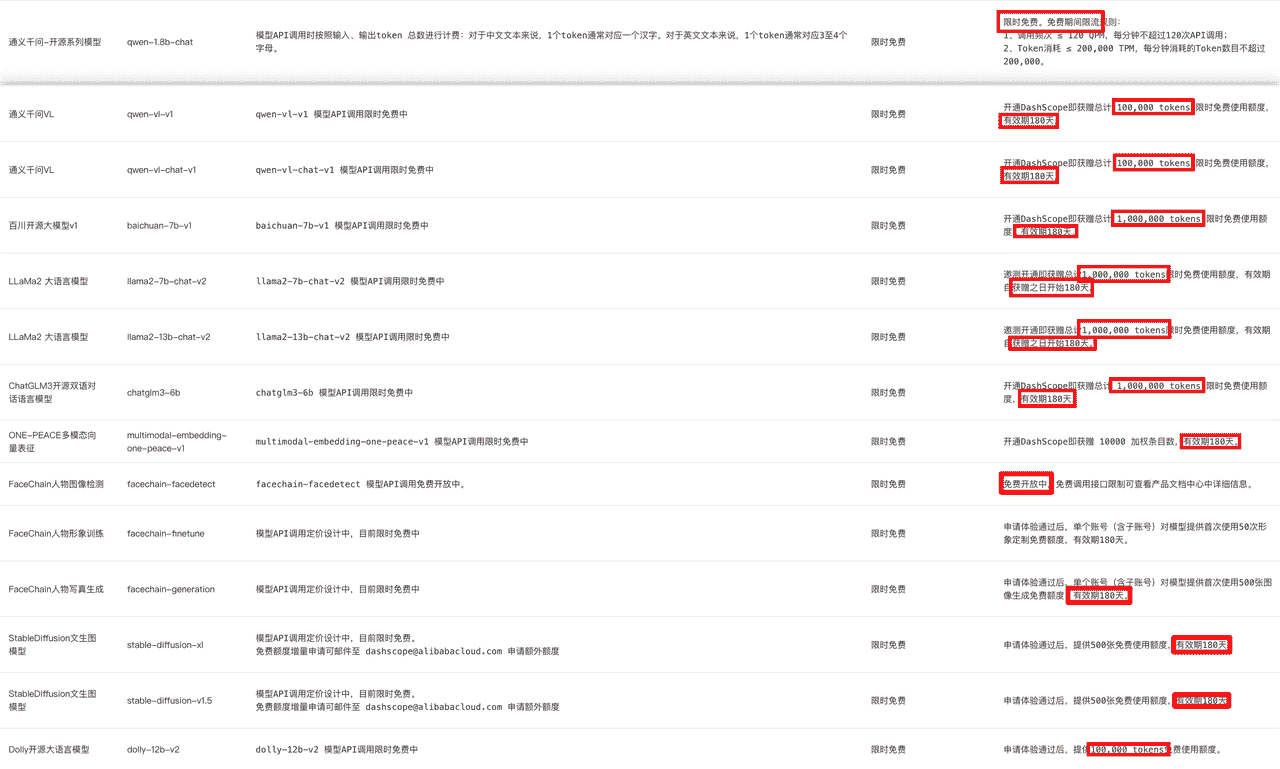 通义千问-开源系列模型
qwen-1.8b-chat
模型API调用时按照输入、输出token 总数进行计费：对于中文文本来说，1个token通常对应一个汉字。对于英文文本来说，1个token通常对应3至4个
字母。
限时免费
限时免费。免费期间限流规则：
1、调用频次 ≤ 120 QPM，每分钟不超过120次API调用；
2、Token消耗 ≤ 200,000 TPM，每分钟消耗的Token数目不超过
200,000。
通义千问VL
qwen-vl-v1
qwen-vl-v1 模型API调用限时免费中
限时免费
开通DashScope即获赠总计 100,000 tokens 限时免费使用额度，
有效期180天。
通义千问VL
qwen-vl-chat-v1
qwen-vl-chat-v1 模型API调用限时免费中
限时免费
开通DashScope即获赠总计 100,000 tokens 限时免费使用额度，
有效期180天。
百川开源大模型v1
baichuan-7b-v1
baichuan-7b-v1 模型API调用限时免费中
限时免费
开通DashScope即获赠总计 1,000,000 tokens 限时免费使用额
度，有效期180天。
LLaMa2 大语言模型
llama2-7b-chat-v2
llama2-7b-chat-v2 模型API调用限时免费中
限时免费
邀测开通即获赠总计1,000,000 tokens限时免费使用额度，有效期
自获赠之日开始180天。
LLaMa2 大语言模型
llama2-13b-chat-v2
llama2-13b-chat-v2 模型API调用限时免费中
限时免费
邀测开通即获赠总计1,000,000 tokens限时免费使用额度，有效期
自获赠之日开始180天。
ChatGLM3开源双语对
话语言模型
chatglm3-6b
chatglm3-6b 模型API调用限时免费中
限时免费
开通DashScope即获赠总计 1,000,000 tokens 限时免费使用额
度，有效期180天。
ONE-PEACE多模态向
量表征
multimodal-embedding-
one-peace-v1
multimodal-embedding-one-peace-v1 模型API调用限时免费中
限时免费
开通DashScope即获赠 10000 加权条目数，有效期180天。
FaceChain人物图像检测
facechain-facedetect
facechain-facedetect 模型API调用免费开放中。
限时免费
免费开放中，免费调用接口限制可查看产品文档中心中详细信息。
FaceChain人物形象训练
facechain-finetune
模型API调用定价设计中，目前限时免费中
限时免费
申请体验通过后，单个账号（含子账号）对模型提供首次使用50次形
象定制免费额度，有效期180天。
FaceChain人物写真生成
facechain-generation
模型API调用定价设计中，目前限时免费中
限时免费
申请体验通过后，单个账号（含子账号）对模型提供首次使用500张图
像生成免费额度，有效期180天。
StableDiffusion文生图
模型
stable-diffusion-xl
模型API调用定价设计中，目前限时免费。
免费额度增量申请可邮件至 dashscope@alibabacloud.com 申请额外额度
限时免费
申请体验通过后，提供500张免费使用额度，有效期180天
StableDiffusion文生图
模型
stable-diffusion-v1.5
模型API调用定价设计中，目前限时免费。
免费额度增量申请可邮件至 dashscope@alibabacloud.com 申请额外额度
限时免费
申请体验通过后，提供500张免费使用额度，有效期180天
Dolly开源大语言模型
dolly-12b-v2
dolly-12b-v2 模型API调用限时免费中
限时免费
申请体验通过后，提供100,000 tokens免费使用额度。